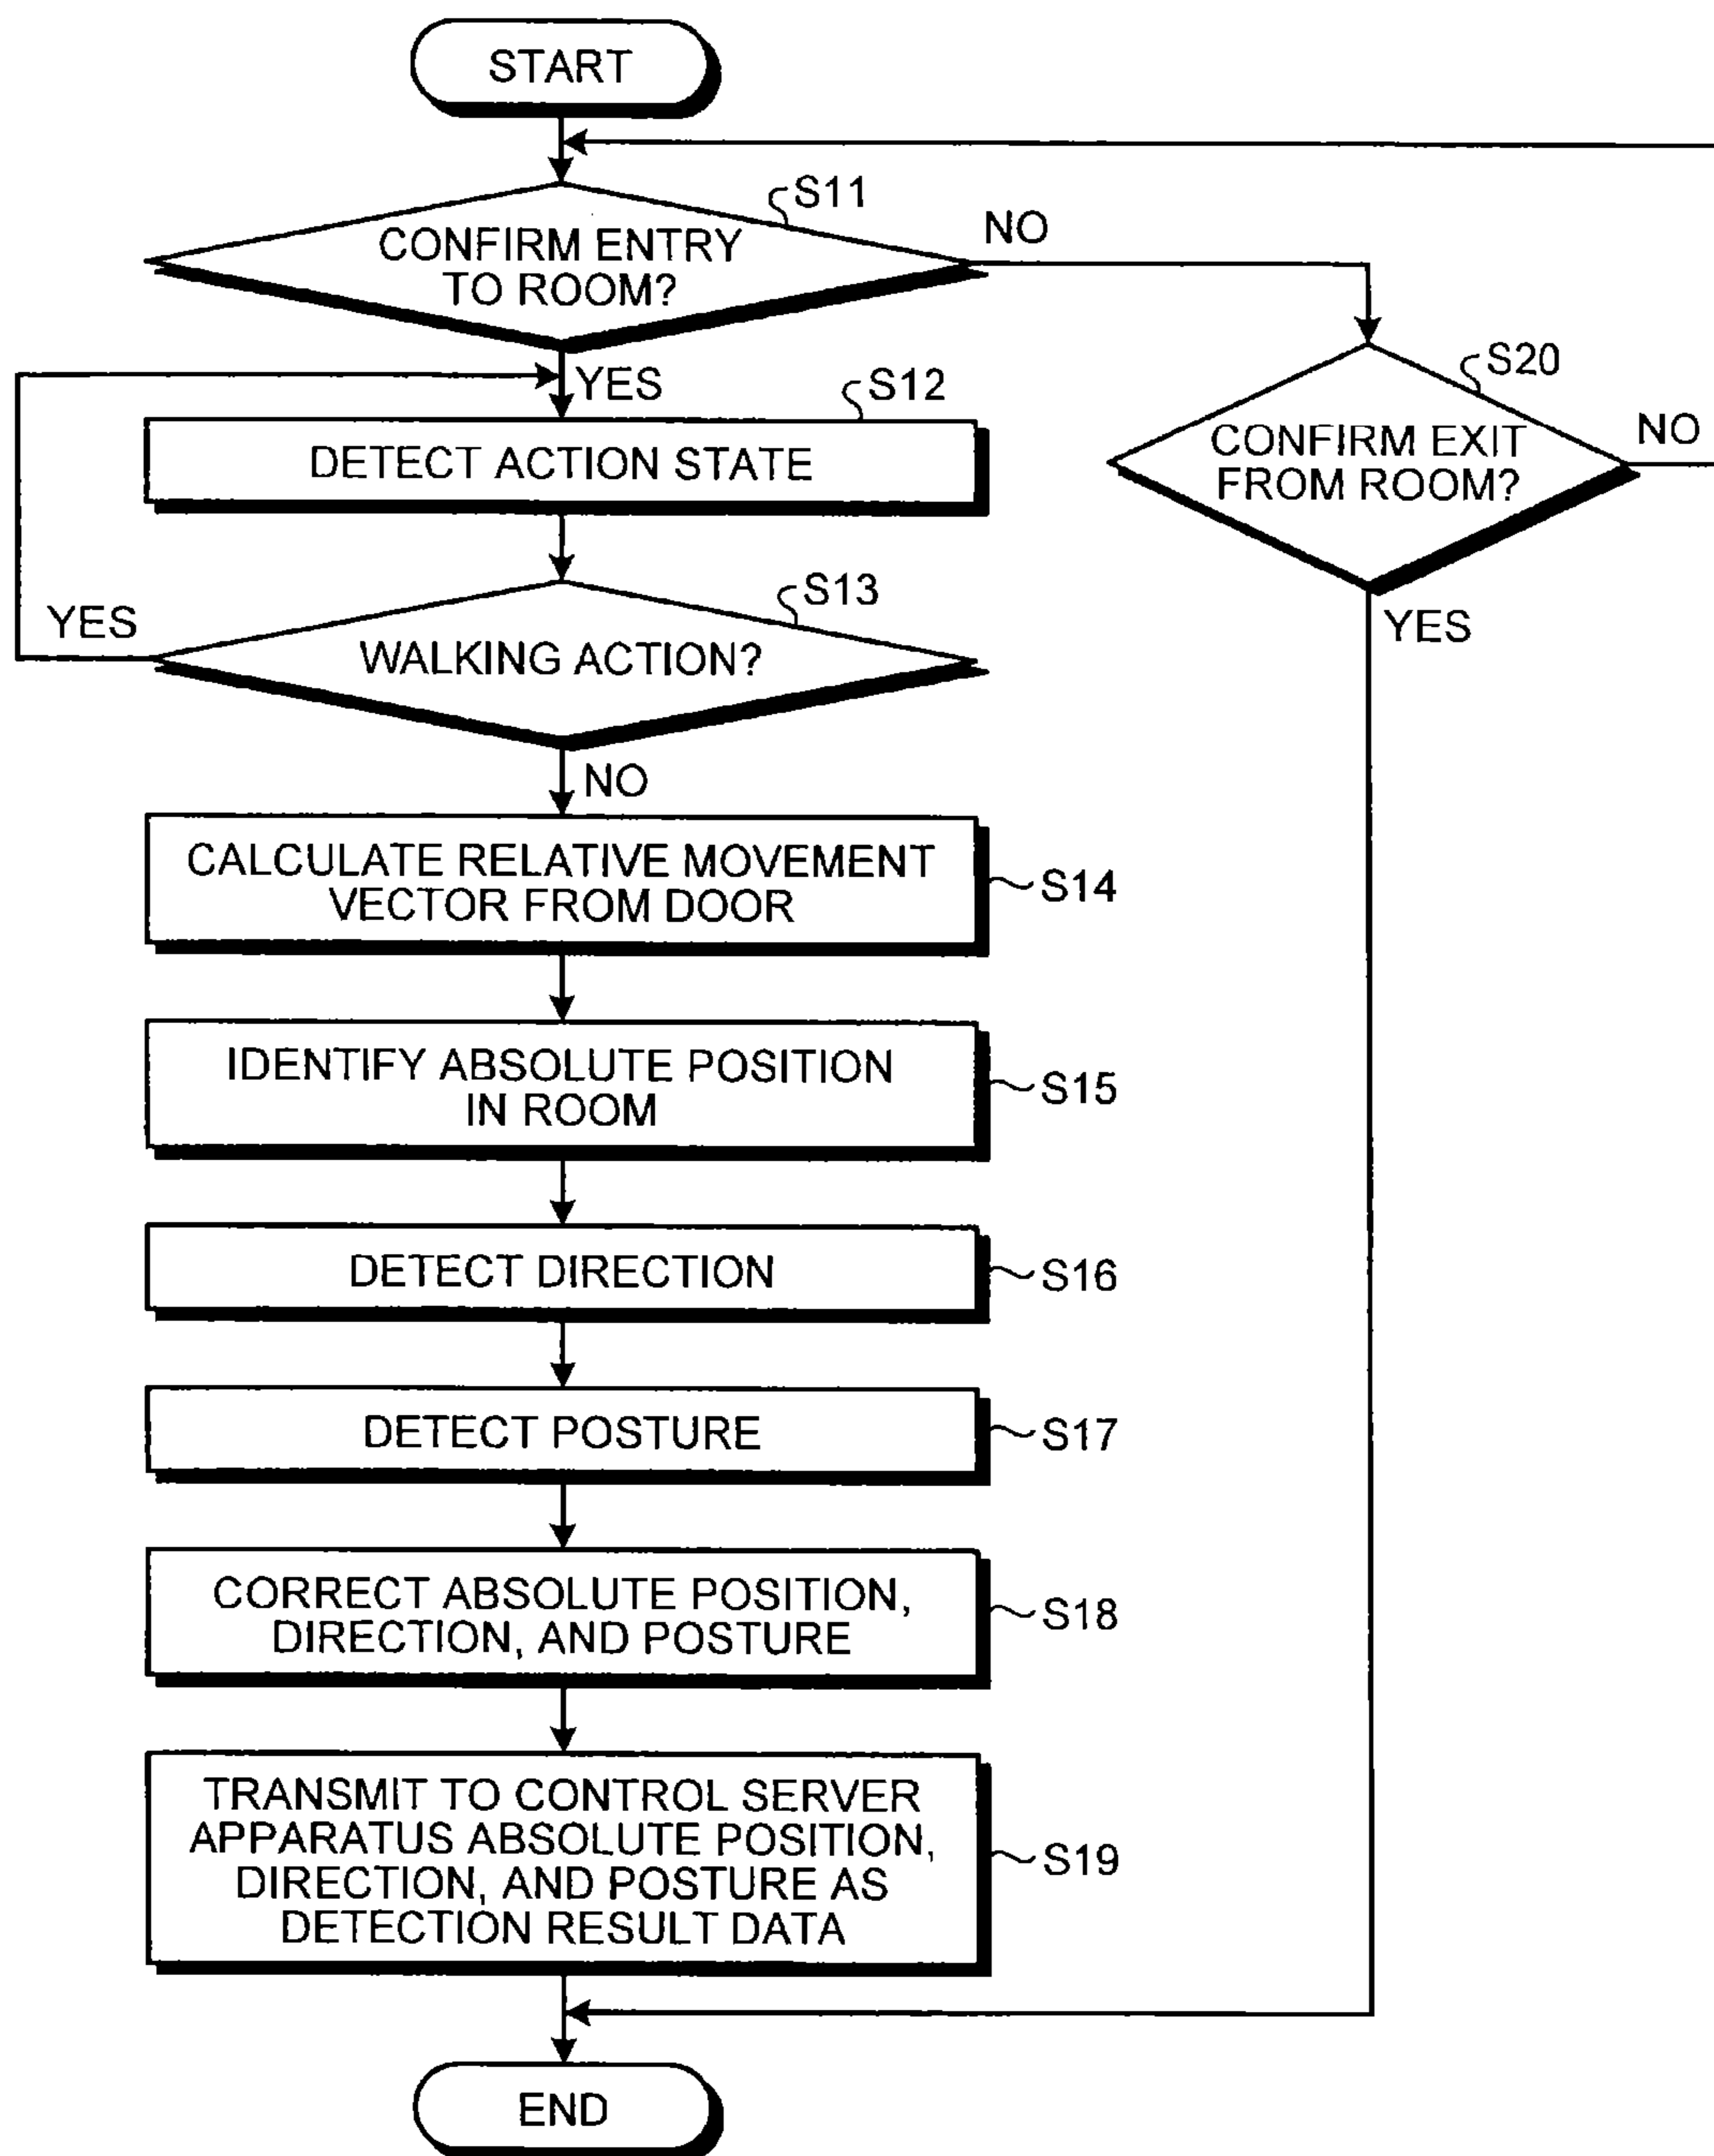 START
S11
CONFIRM ENTRY
TO ROOM?
NO
YES
S12
DETECT ACTION STATE
S20
CONFIRM EXIT
FROM ROOM?
NO
YES
S13
WALKING ACTION?
YES
NO
CALCULATE RELATIVE MOVEMENT
VECTOR FROM DOOR
S14
IDENTIFY ABSOLUTE POSITION
IN ROOM
S15
DETECT DIRECTION
S16
DETECT POSTURE
S17
CORRECT ABSOLUTE POSITION,
DIRECTION, AND POSTURE
S18
TRANSMIT TO CONTROL SERVER
APPARATUS ABSOLUTE POSITION,
DIRECTION, AND POSTURE AS
DETECTION RESULT DATA
S19
END